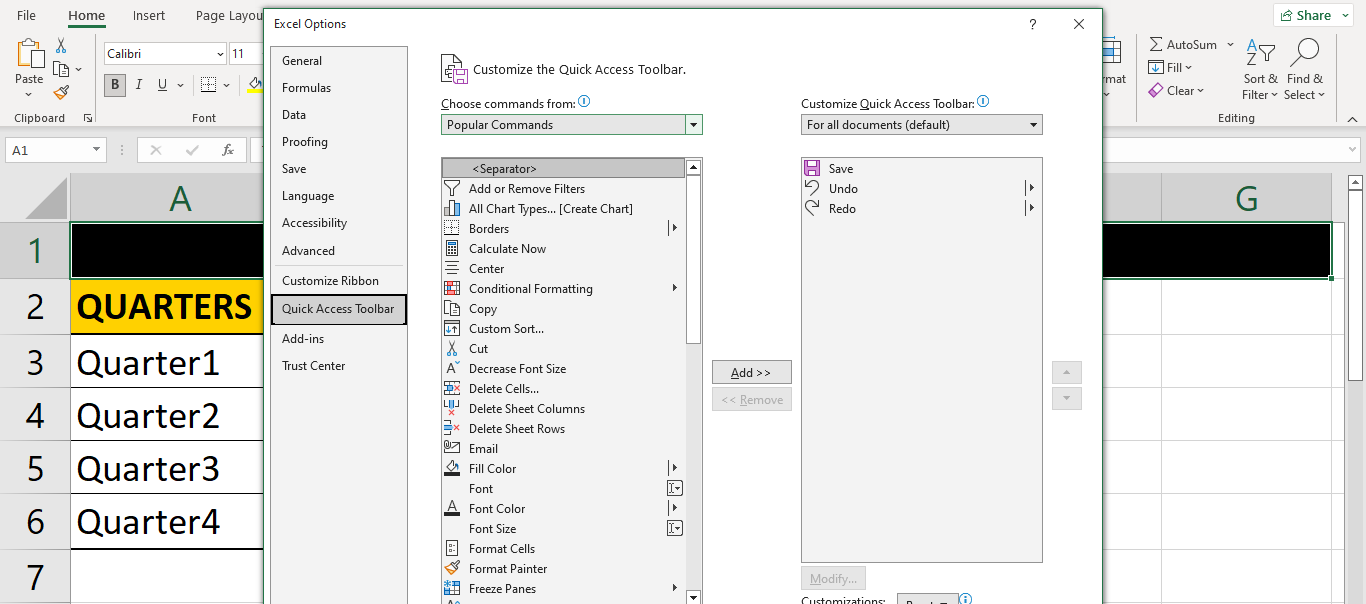 File
Home
Insert
Page Layou
Excel Options
?
Share
Paste
Clipboard
Calibri
11
B
I
U
Font
mat
AutoSum
Fill
Clear
Sort &
Filter
Find &
Select
Editing
A1
fx
A
G
1
2
QUARTERS
3
Quarter1
4
Quarter2
5
Quarter3
6
Quarter4
7
General
Formulas
Data
Proofing
Save
Language
Accessibility
Advanced
Customize Ribbon
Quick Access Toolbar
Add-ins
Trust Center
Customize the Quick Access Toolbar.
Choose commands from:
Popular Commands
<Separator>
Add or Remove Filters
All Chart Types... [Create Chart]
Borders
Calculate Now
Center
Conditional Formatting
Copy
Custom Sort...
Cut
Decrease Font Size
Delete Cells...
Delete Sheet Columns
Delete Sheet Rows
Email
Fill Color
Font
Font Color
Font Size
Format Cells
Format Painter
Freeze Panes
Add >>
<< Remove
Customize Quick Access Toolbar:
For all documents (default)
Save
Undo
Redo
Modify...
Customizations: